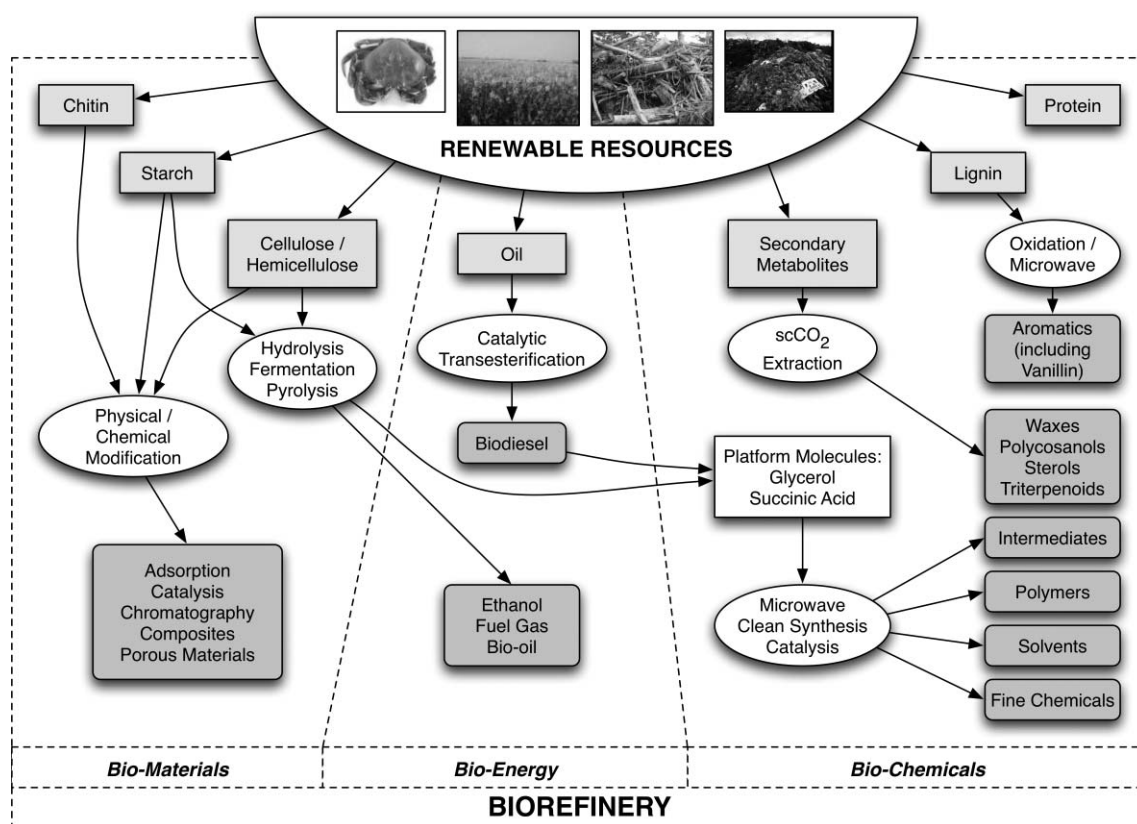 RENEWABLE RESOURCES
Chitin
Protein
Starch
Lignin
Cellulose /
Hemicellulose
Oil
Secondary
Metabolites
Oxidation /
Microwave
Hydrolysis
Fermentation
Pyrolysis
Catalytic
Transesterification
scCO2
Extraction
Aromatics
(including
Vanillin)
Physical /
Chemical
Modification
Biodiesel
Platform Molecules:
Glycerol
Succinic Acid
Waxes
Polycosanols
Sterols
Triterpenoids
Adsorption
Catalysis
Chromatography
Composites
Porous Materials
Ethanol
Fuel Gas
Bio-oil
Microwave
Clean Synthesis
Catalysis
Intermediates
Polymers
Solvents
Fine Chemicals
Bio-Materials
Bio-Energy
Bio-Chemicals
BIOREFINERY